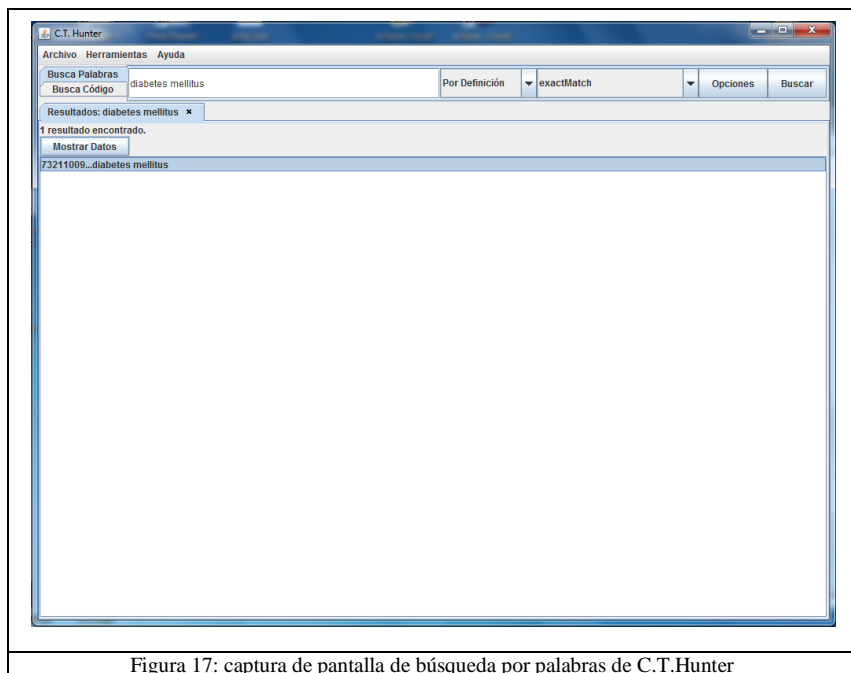 C.T. Hunter
Archivo Herramientas Ayuda
Busca Palabras
Busca Código
diabetes mellitus
Por Definición
exactMatch
Opciones
Buscar
Resultados: diabetes mellitus ×
1 resultado encontrado.
Mostrar Datos
73211009...diabetes mellitus
Figura 17: captura de pantalla de búsqueda por palabras de C.T.Hunter